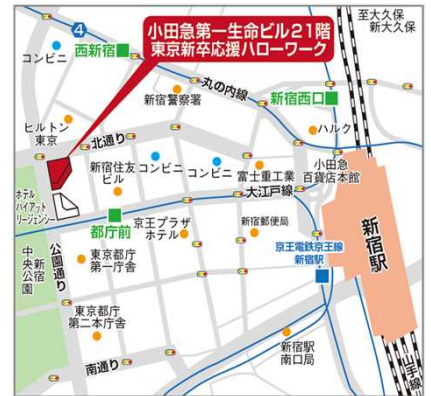 小田急第一生命ビル21階
東京新卒応援ハローワーク
至大久保
新大久保
コンビニ
4
西新宿
丸の内線
新宿西口
新宿警察署
ヒルトン
東京
北通り
ハルク
新宿住友
ビル
コンビニ
コンビニ
富士重工業
小田急
百貨店本館
大江戸線
ホテル
ハイアット
リージェンシー
都庁前
京王プラザ
ホテル
新宿郵便局
京王電鉄京王線
新宿駅
新宿駅
公園通り
新宿
中央公園
東京都庁
第一庁舎
東京都庁
第二本庁舎
南通り
新宿駅
南口局
山手線